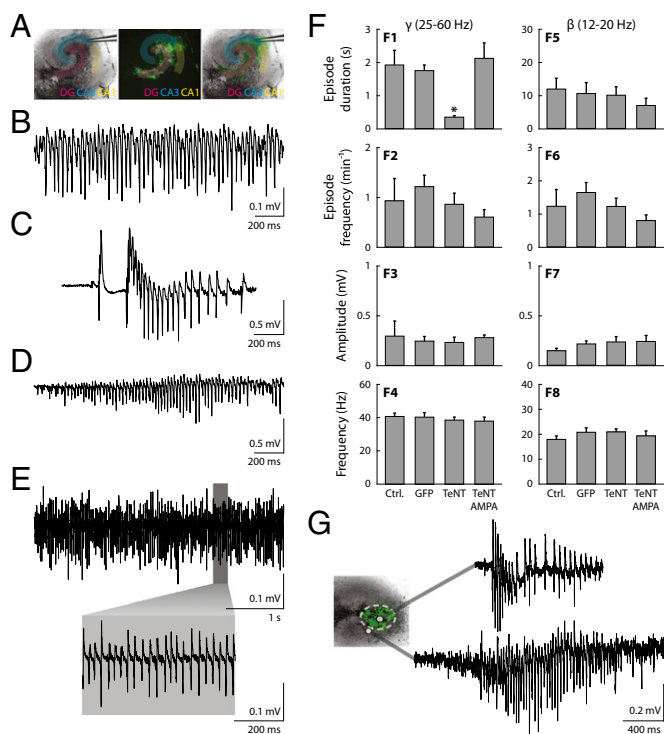 A
DG CA3 CA1
DG CA3 CA1
DG CA3 CA1
B
0.1 mV
200 ms
C
0.5 mV
200 ms
D
0.5 mV
200 ms
E
0.1 mV
1 s
0.1 mV
200 ms
F
γ (25-60 Hz)
β (12-20 Hz)
F1
Episode
duration (s)
3
2
1
0
*
F5
30
20
10
0
F2
Episode
frequency (min⁻¹)
2
1
0
F6
3
2
1
0
F3
Amplitude (mV)
1
0.5
0
F7
1
0.5
0
F4
Frequency (Hz)
60
40
20
0
Ctrl.
GFP
TeNT
TeNT
AMPA
F8
40
30
20
10
0
Ctrl.
GFP
TeNT
TeNT
AMPA
G
0.2 mV
400 ms